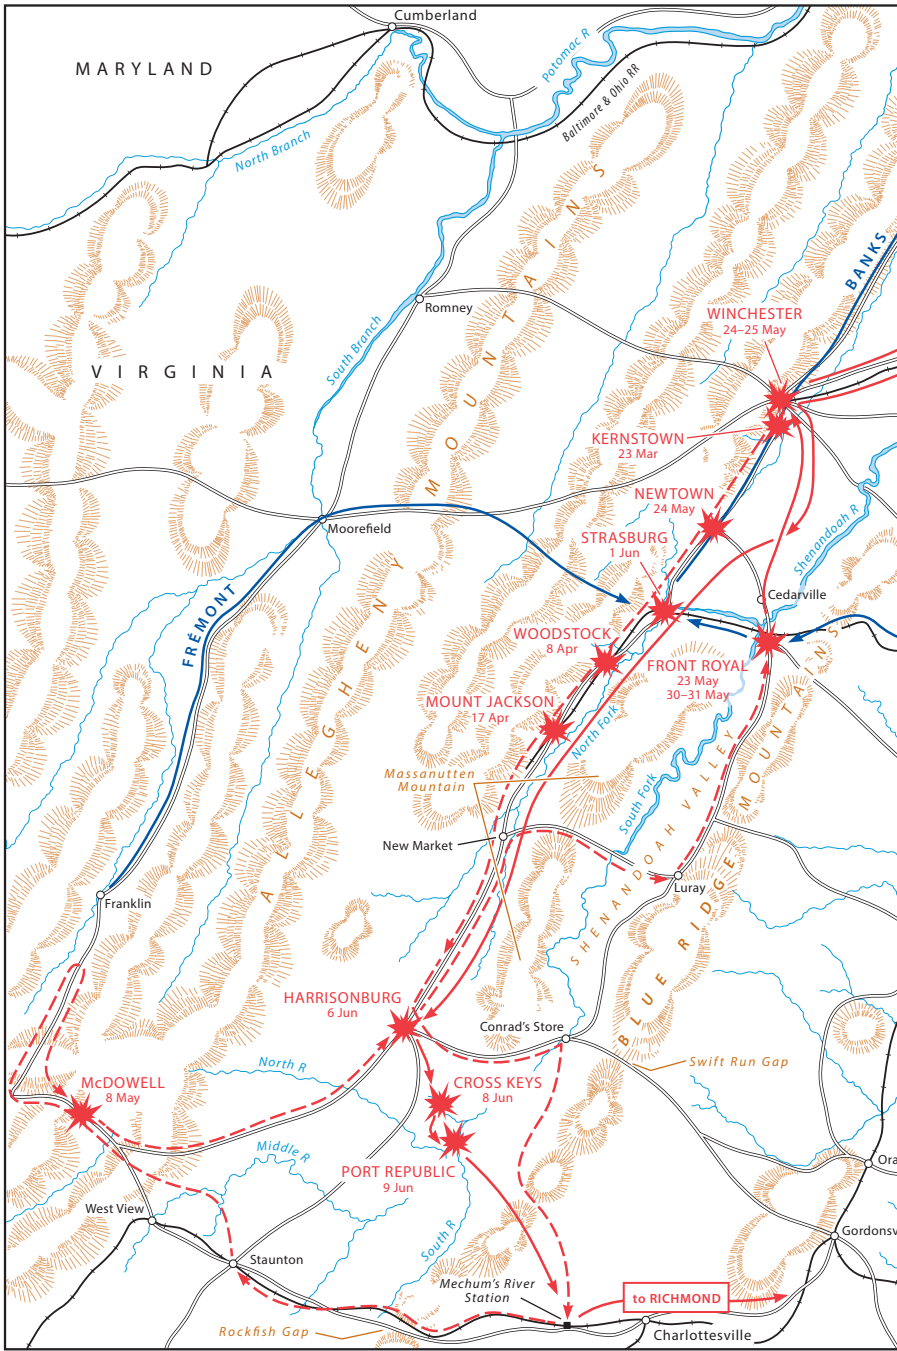 Cumberland
MARYLAND
Potomac R
Baltimore & Ohio RR
North Branch
BANKS
Romney
WINCHESTER
24–25 May
South Branch
VIRGINIA
KERNSTOWN
23 Mar
ALLEGHENY MOUNTAINS
NEWTOWN
24 May
Moorefield
STRASBURG
1 Jun
Shenandoah R
FRÉMONT
Cedarville
WOODSTOCK
8 Apr
FRONT ROYAL
23 May
30–31 May
MOUNT JACKSON
17 Apr
North Fork
Massanutten
Mountain
South Fork
SHENANDOAH VALLEY
BLUE RIDGE MOUNTAINS
New Market
Luray
Franklin
HARRISONBURG
6 Jun
Conrad's Store
Swift Run Gap
North R
McDOWELL
8 May
CROSS KEYS
8 Jun
Middle R
PORT REPUBLIC
9 Jun
Ora
West View
South R
Gordonsv
Staunton
Mechum's River
Station
to RICHMOND
Rockfish Gap
Charlottesville